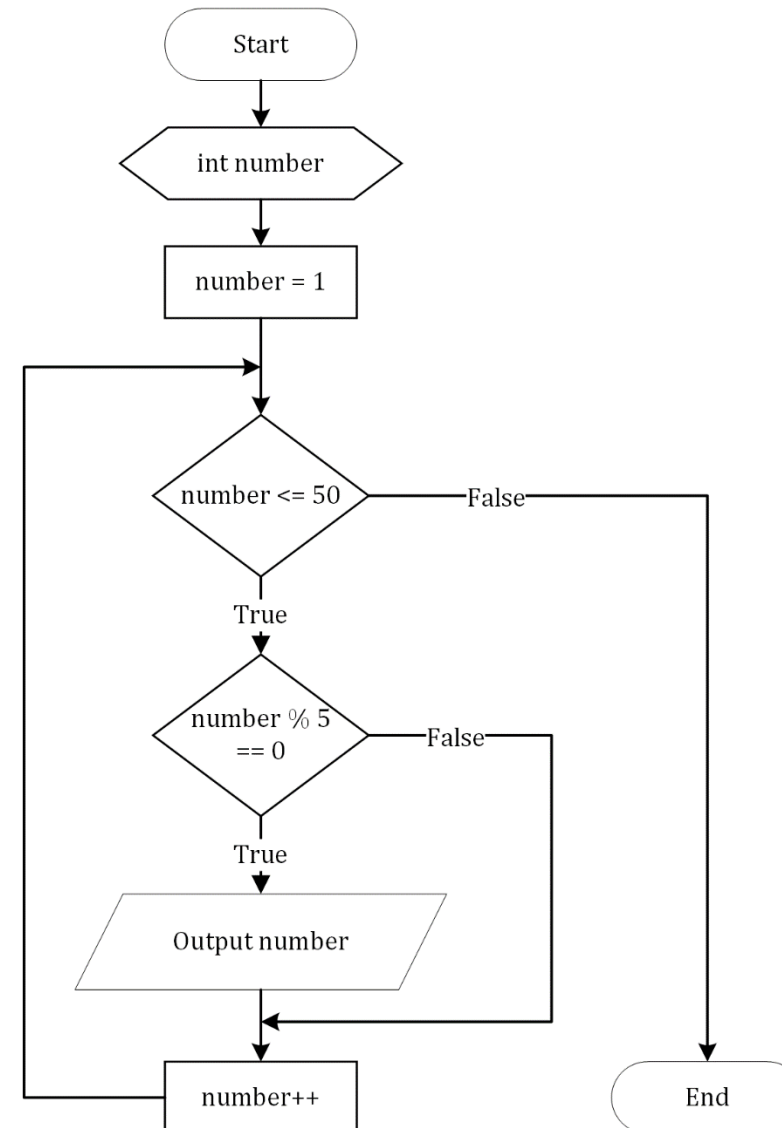 Start
int number
number = 1
number <= 50
False
True
number % 5
== 0
False
True
Output number
number++
End